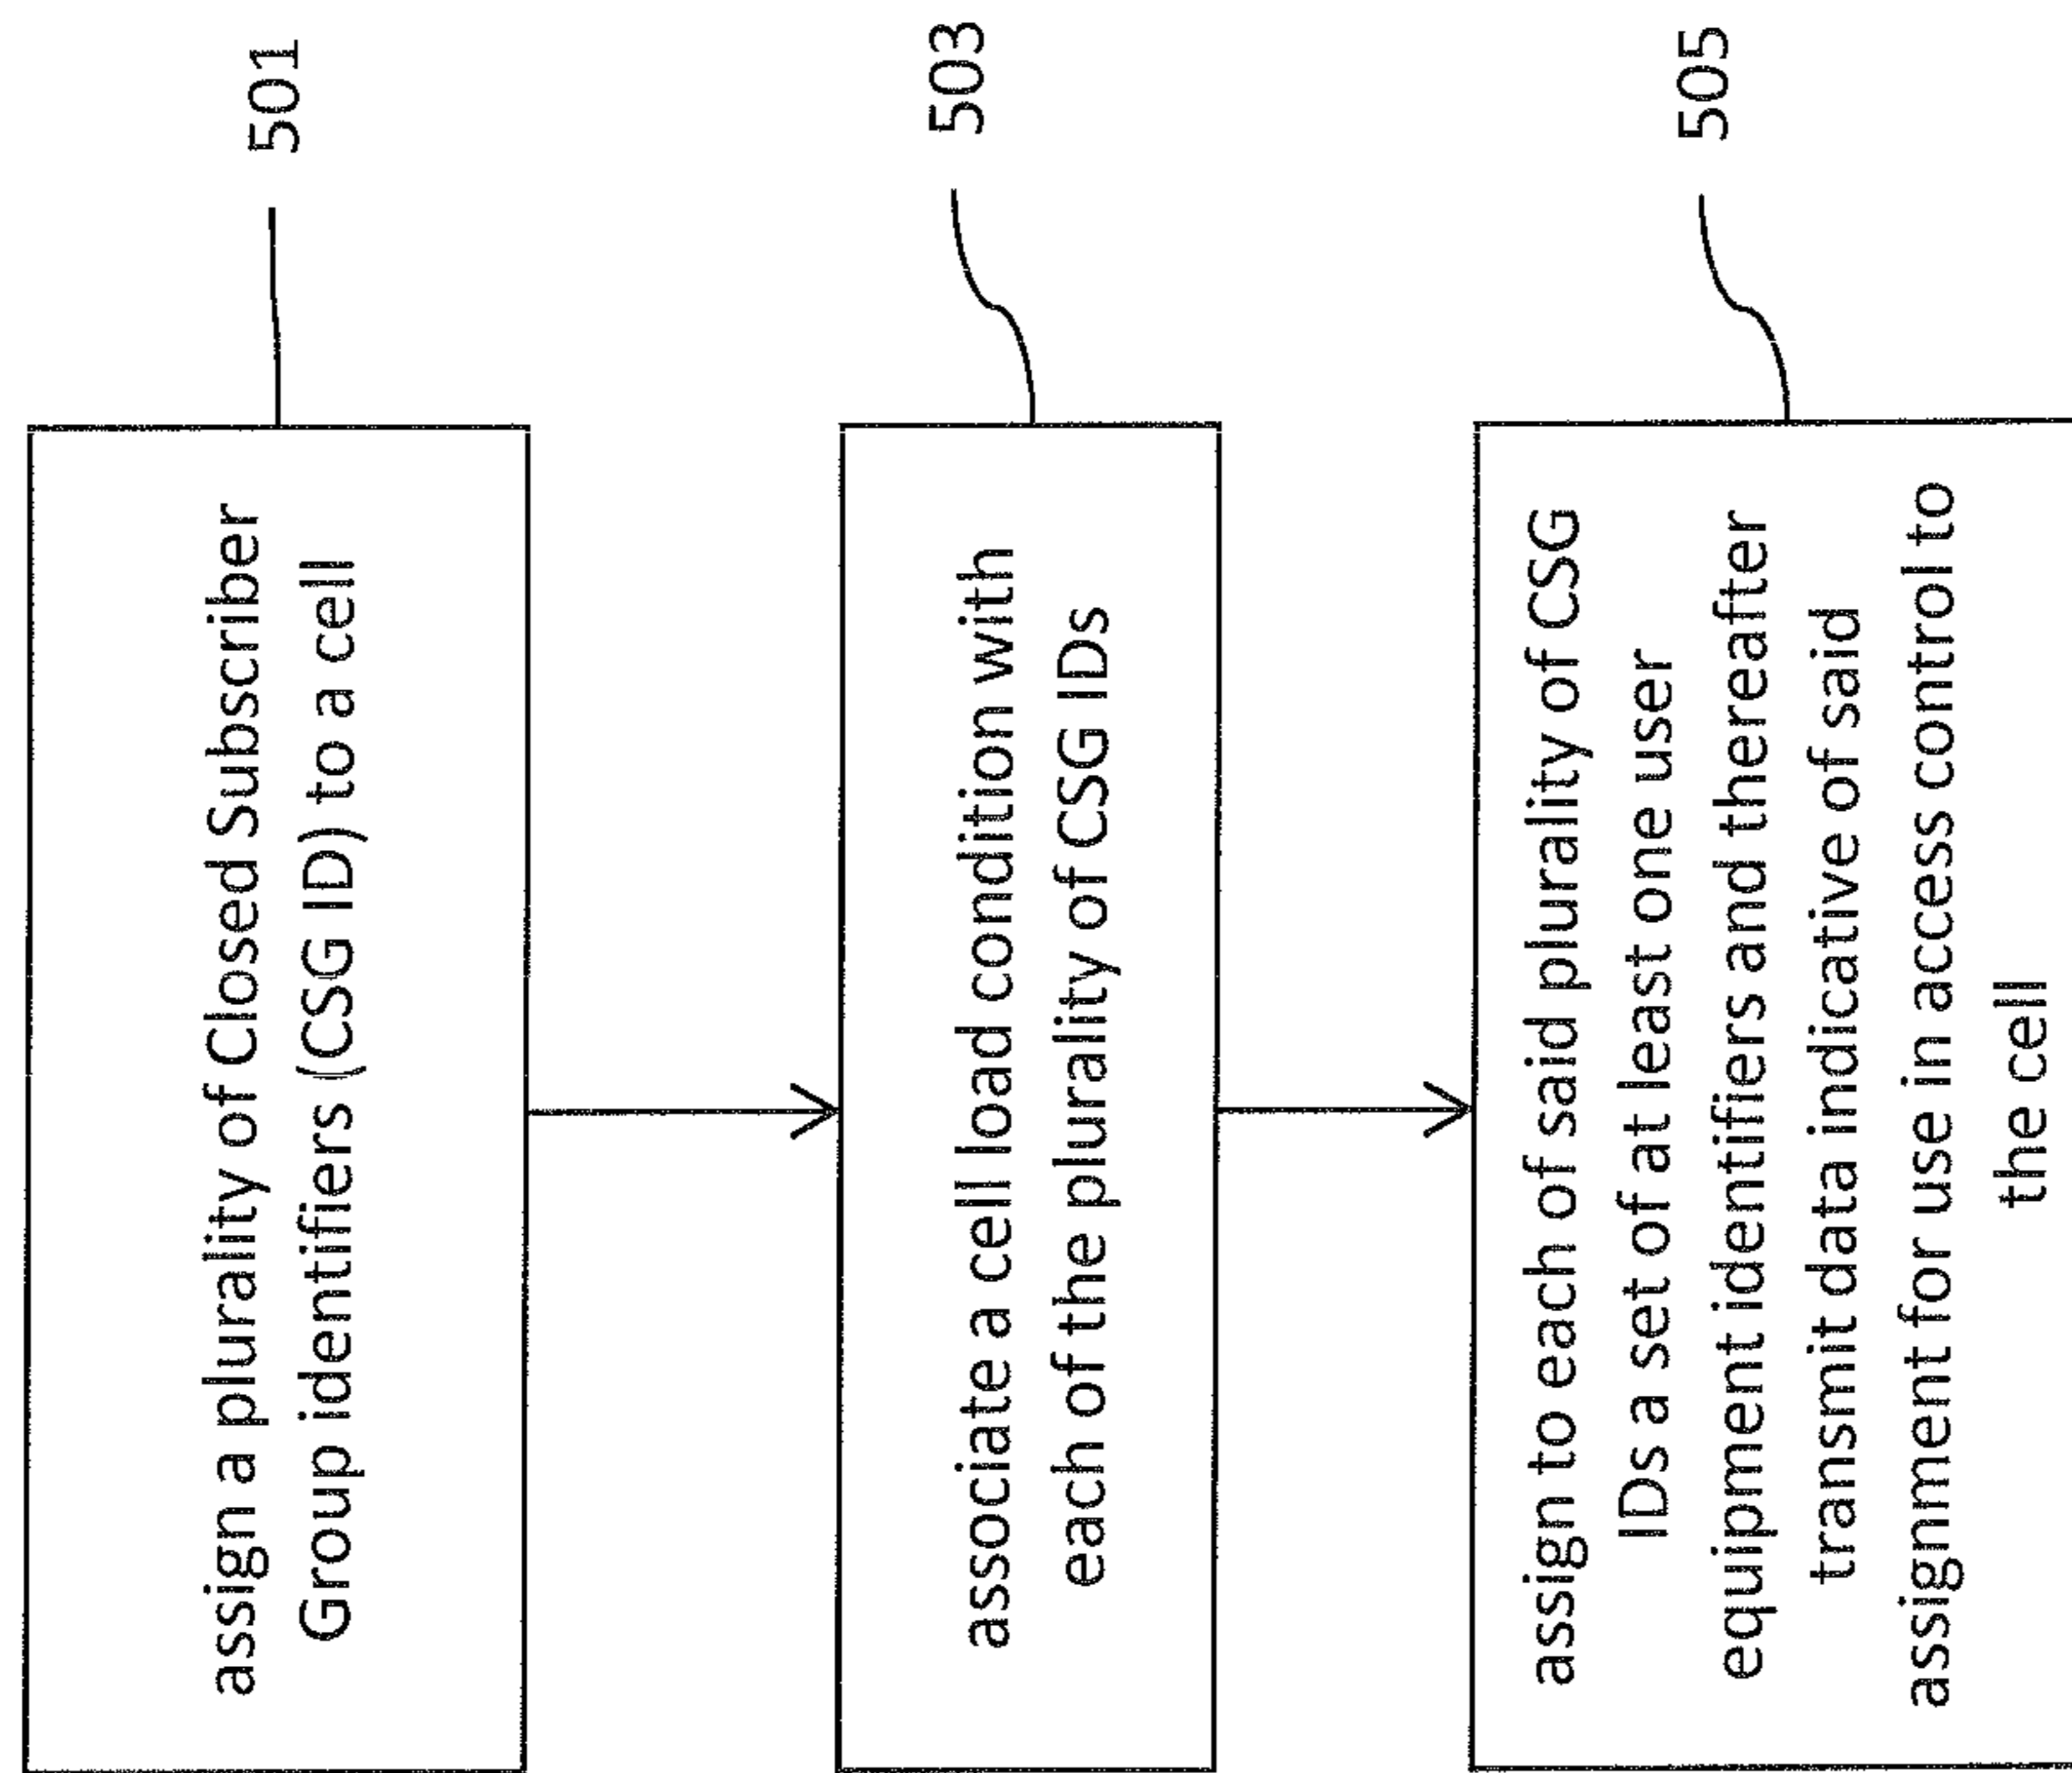 assign a plurality of Closed Subscriber
Group identifiers (CSG ID) to a cell
501
associate a cell load condition with
each of the plurality of CSG IDs
503
assign to each of said plurality of CSG
IDs a set of at least one user
equipment identifiers and thereafter
transmit data indicative of said
assignment for use in access control to
the cell
505